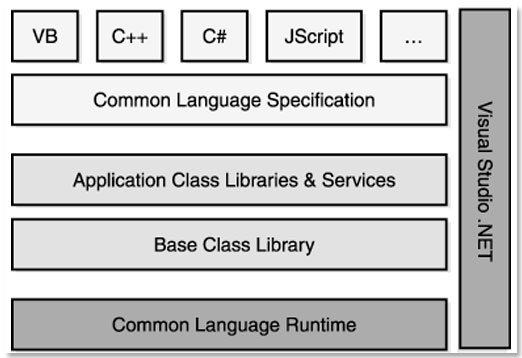 VB
C++
C#
JScript
...
Common Language Specification
Application Class Libraries & Services
Base Class Library
Common Language Runtime
Visual Studio .NET